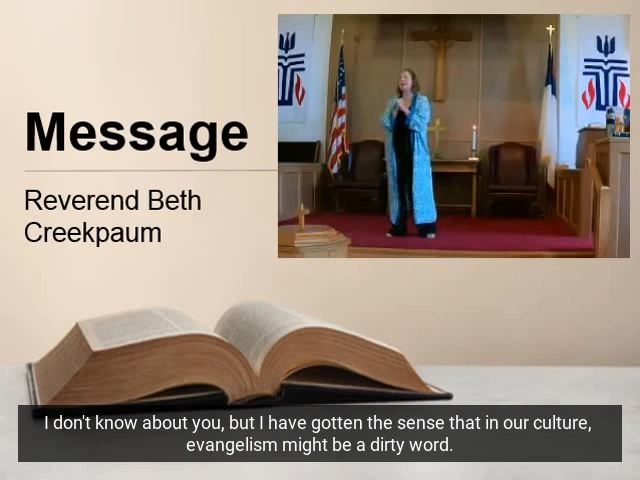 Message
Reverend Beth
Creekpaum
I don't know about you, but I have gotten the sense that in our culture,
evangelism might be a dirty word.